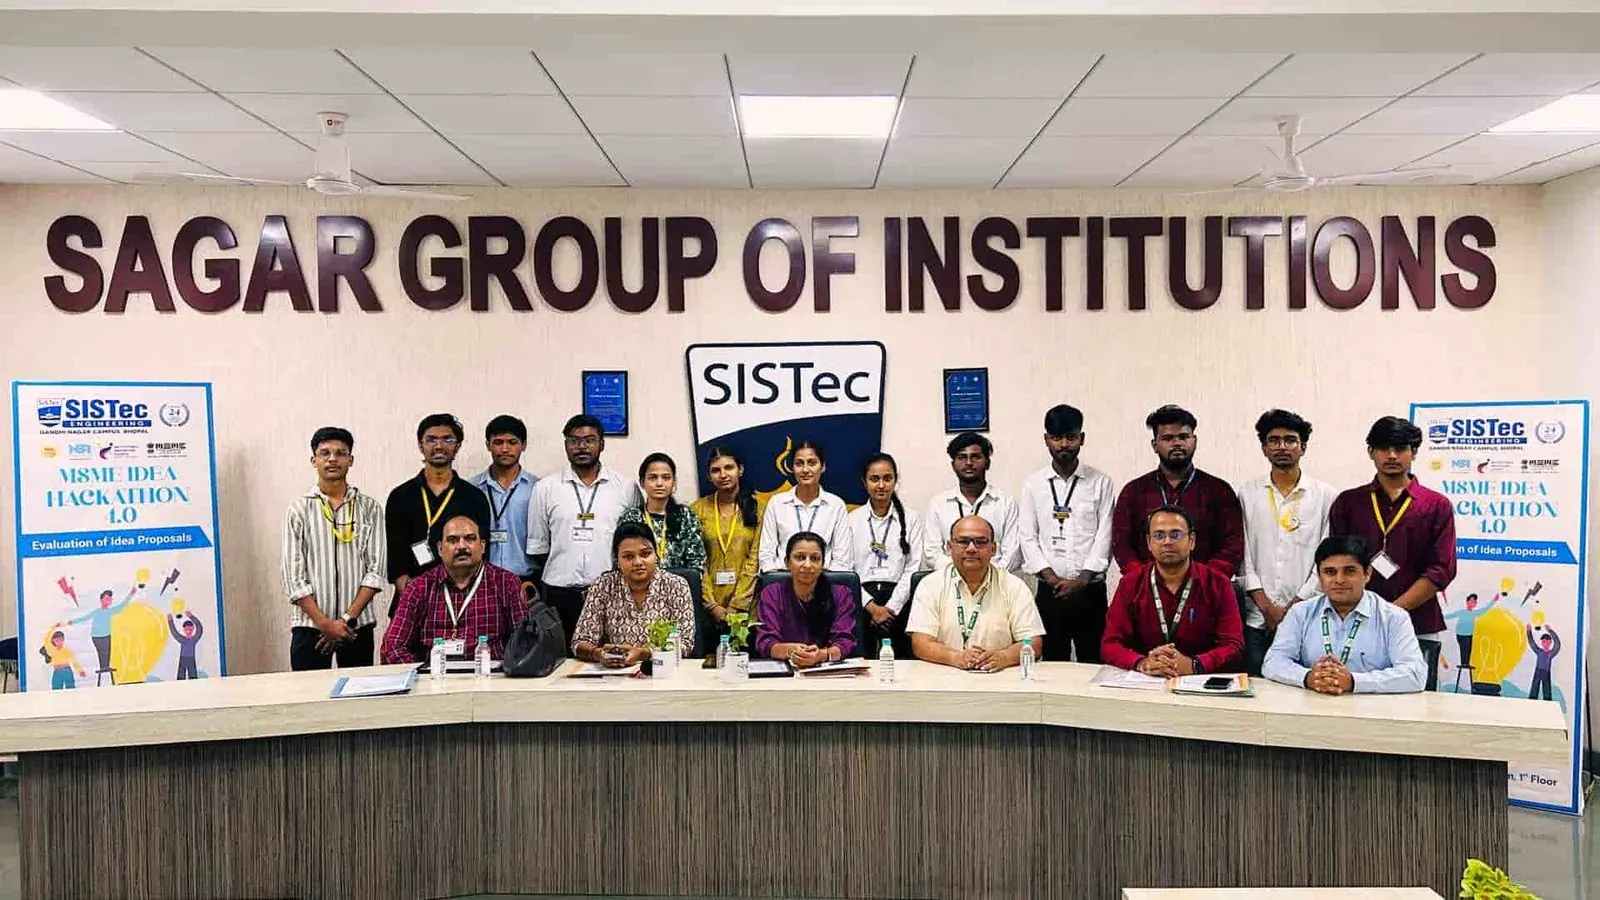 SAGAR GROUP OF INSTITUTIONS
SISTec
SISTec
SISTec
ENGINEERING
GANDHI NAGAR CAMPUS, BHOPAL
24
MSME IDEA
HACKATHON
4.0
Evaluation of Idea Proposals
SISTec
ENGINEERING
GANDHI NAGAR CAMPUS, BHOPAL
24
MSME IDEA
HACKATHON
4.0
on of Idea Proposals
1st Floor